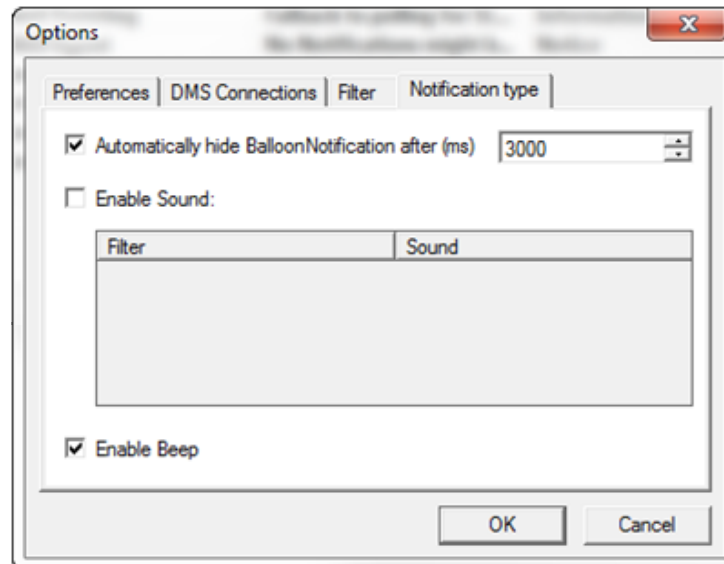 Options
Preferences DMS Connections Filter Notification type
Automatically hide BalloonNotification after (ms) 3000
Enable Sound:
Filter Sound
Enable Beep
OK Cancel